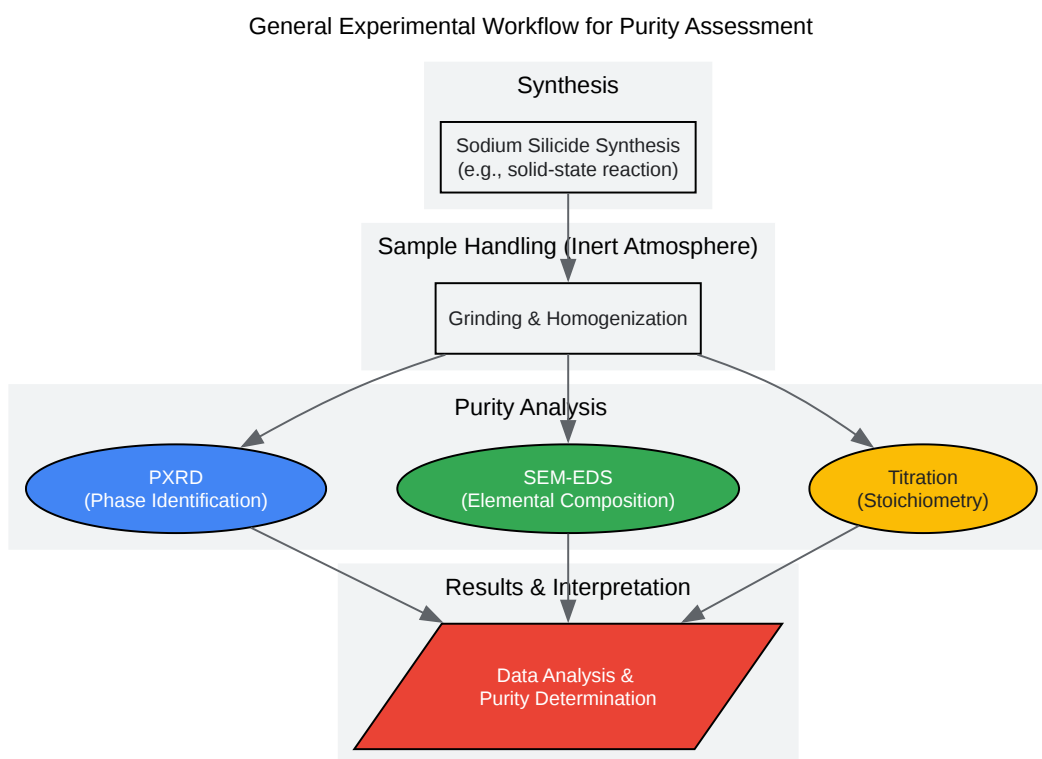 General Experimental Workflow for Purity Assessment
Synthesis
Sodium Silicide Synthesis
(e.g., solid-state reaction)
Sample Handling (Inert Atmosphere)
Grinding & Homogenization
Purity Analysis
PXRD
(Phase Identification)
SEM-EDS
(Elemental Composition)
Titration
(Stoichiometry)
Results & Interpretation
Data Analysis &
Purity Determination